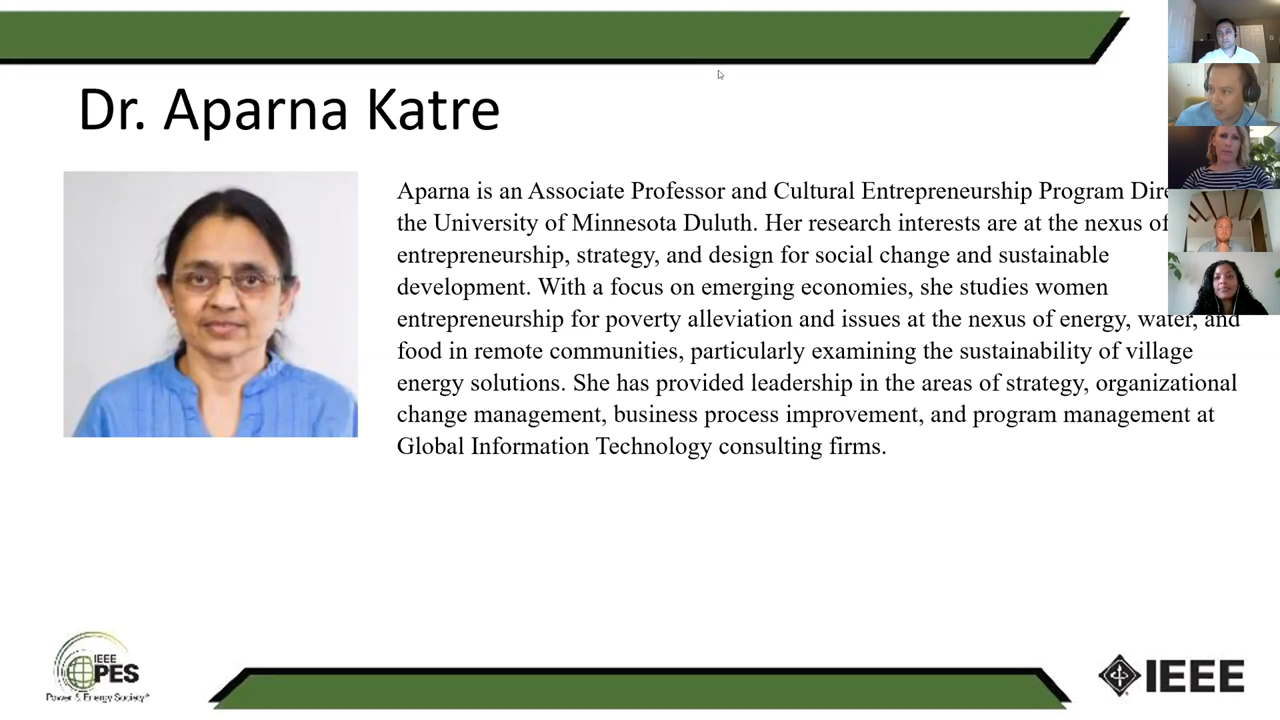 Dr. Aparna Katre
Aparna is an Associate Professor and Cultural Entrepreneurship Program Dire
the University of Minnesota Duluth. Her research interests are at the nexus of
entrepreneurship, strategy, and design for social change and sustainable
development. With a focus on emerging economies, she studies women
entrepreneurship for poverty alleviation and issues at the nexus of energy, water, and
food in remote communities, particularly examining the sustainability of village
energy solutions. She has provided leadership in the areas of strategy, organizational
change management, business process improvement, and program management at
Global Information Technology consulting firms.
IEEE
PES
Power & Energy Society®
IEEE